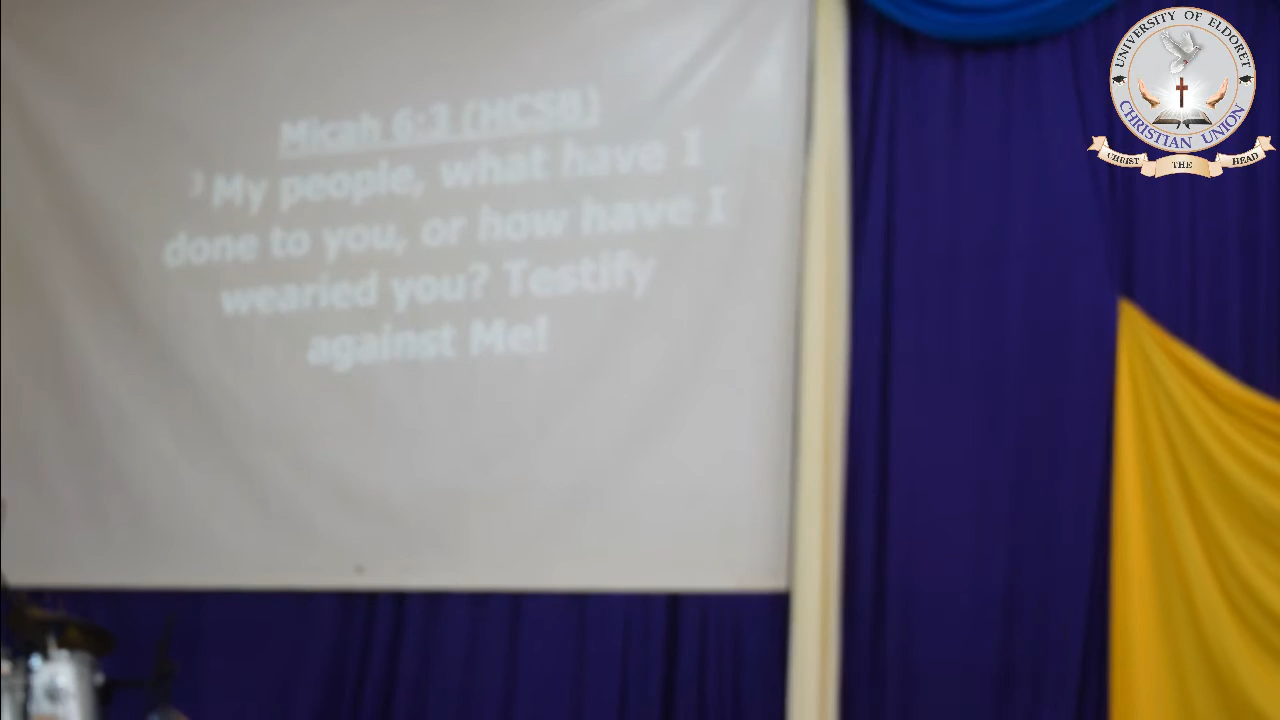 Micah 6:3 (HCSB)
3 My people, what have I
done to you, or how have I
wearied you? Testify
against Me!
UNIVERSITY OF ELDORET
CHRISTIAN UNION
CHRIST THE HEAD